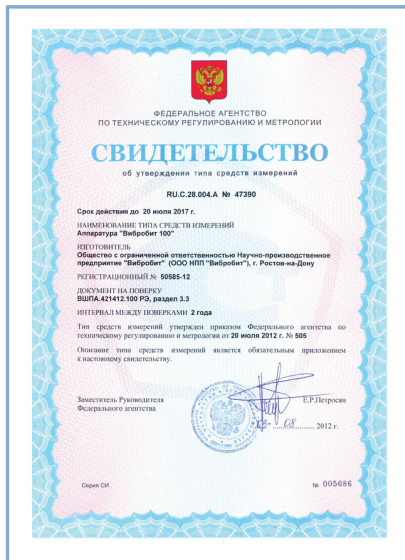 ФЕДЕРАЛЬНОЕ АГЕНТСТВО
ПО ТЕХНИЧЕСКОМУ РЕГУЛИРОВАНИЮ И МЕТРОЛОГИИ
СВИДЕТЕЛЬСТВО
об утверждении типа средств измерений
RU.C.28.004.A № 47390
Срок действия до 20 июля 2017 г.
НАИМЕНОВАНИЕ ТИПА СРЕДСТВ ИЗМЕРЕНИЙ
Аппаратура "Вибробит 100"
ИЗГОТОВИТЕЛЬ
Общество с ограниченной ответственностью Научно-производственное
предприятие "Вибробит" (ООО НПП "Вибробит"), г. Ростов-на-Дону
РЕГИСТРАЦИОННЫЙ № 50585-12
ДОКУМЕНТ НА ПОВЕРКУ
ВШПА.421412.100 РЭ, раздел 3.3
ИНТЕРВАЛ МЕЖДУ ПОВЕРКАМИ 2 года
Тип средств измерений утвержден приказом Федерального агентства по
техническому регулированию и метрологии от 20 июля 2012 г. № 505
Описание типа средств измерений является обязательным приложением
к настоящему свидетельству.
Заместитель Руководителя
Федерального агентства
Е.Р.Петросян
08 2012 г.
Серия СИ
№ 005686